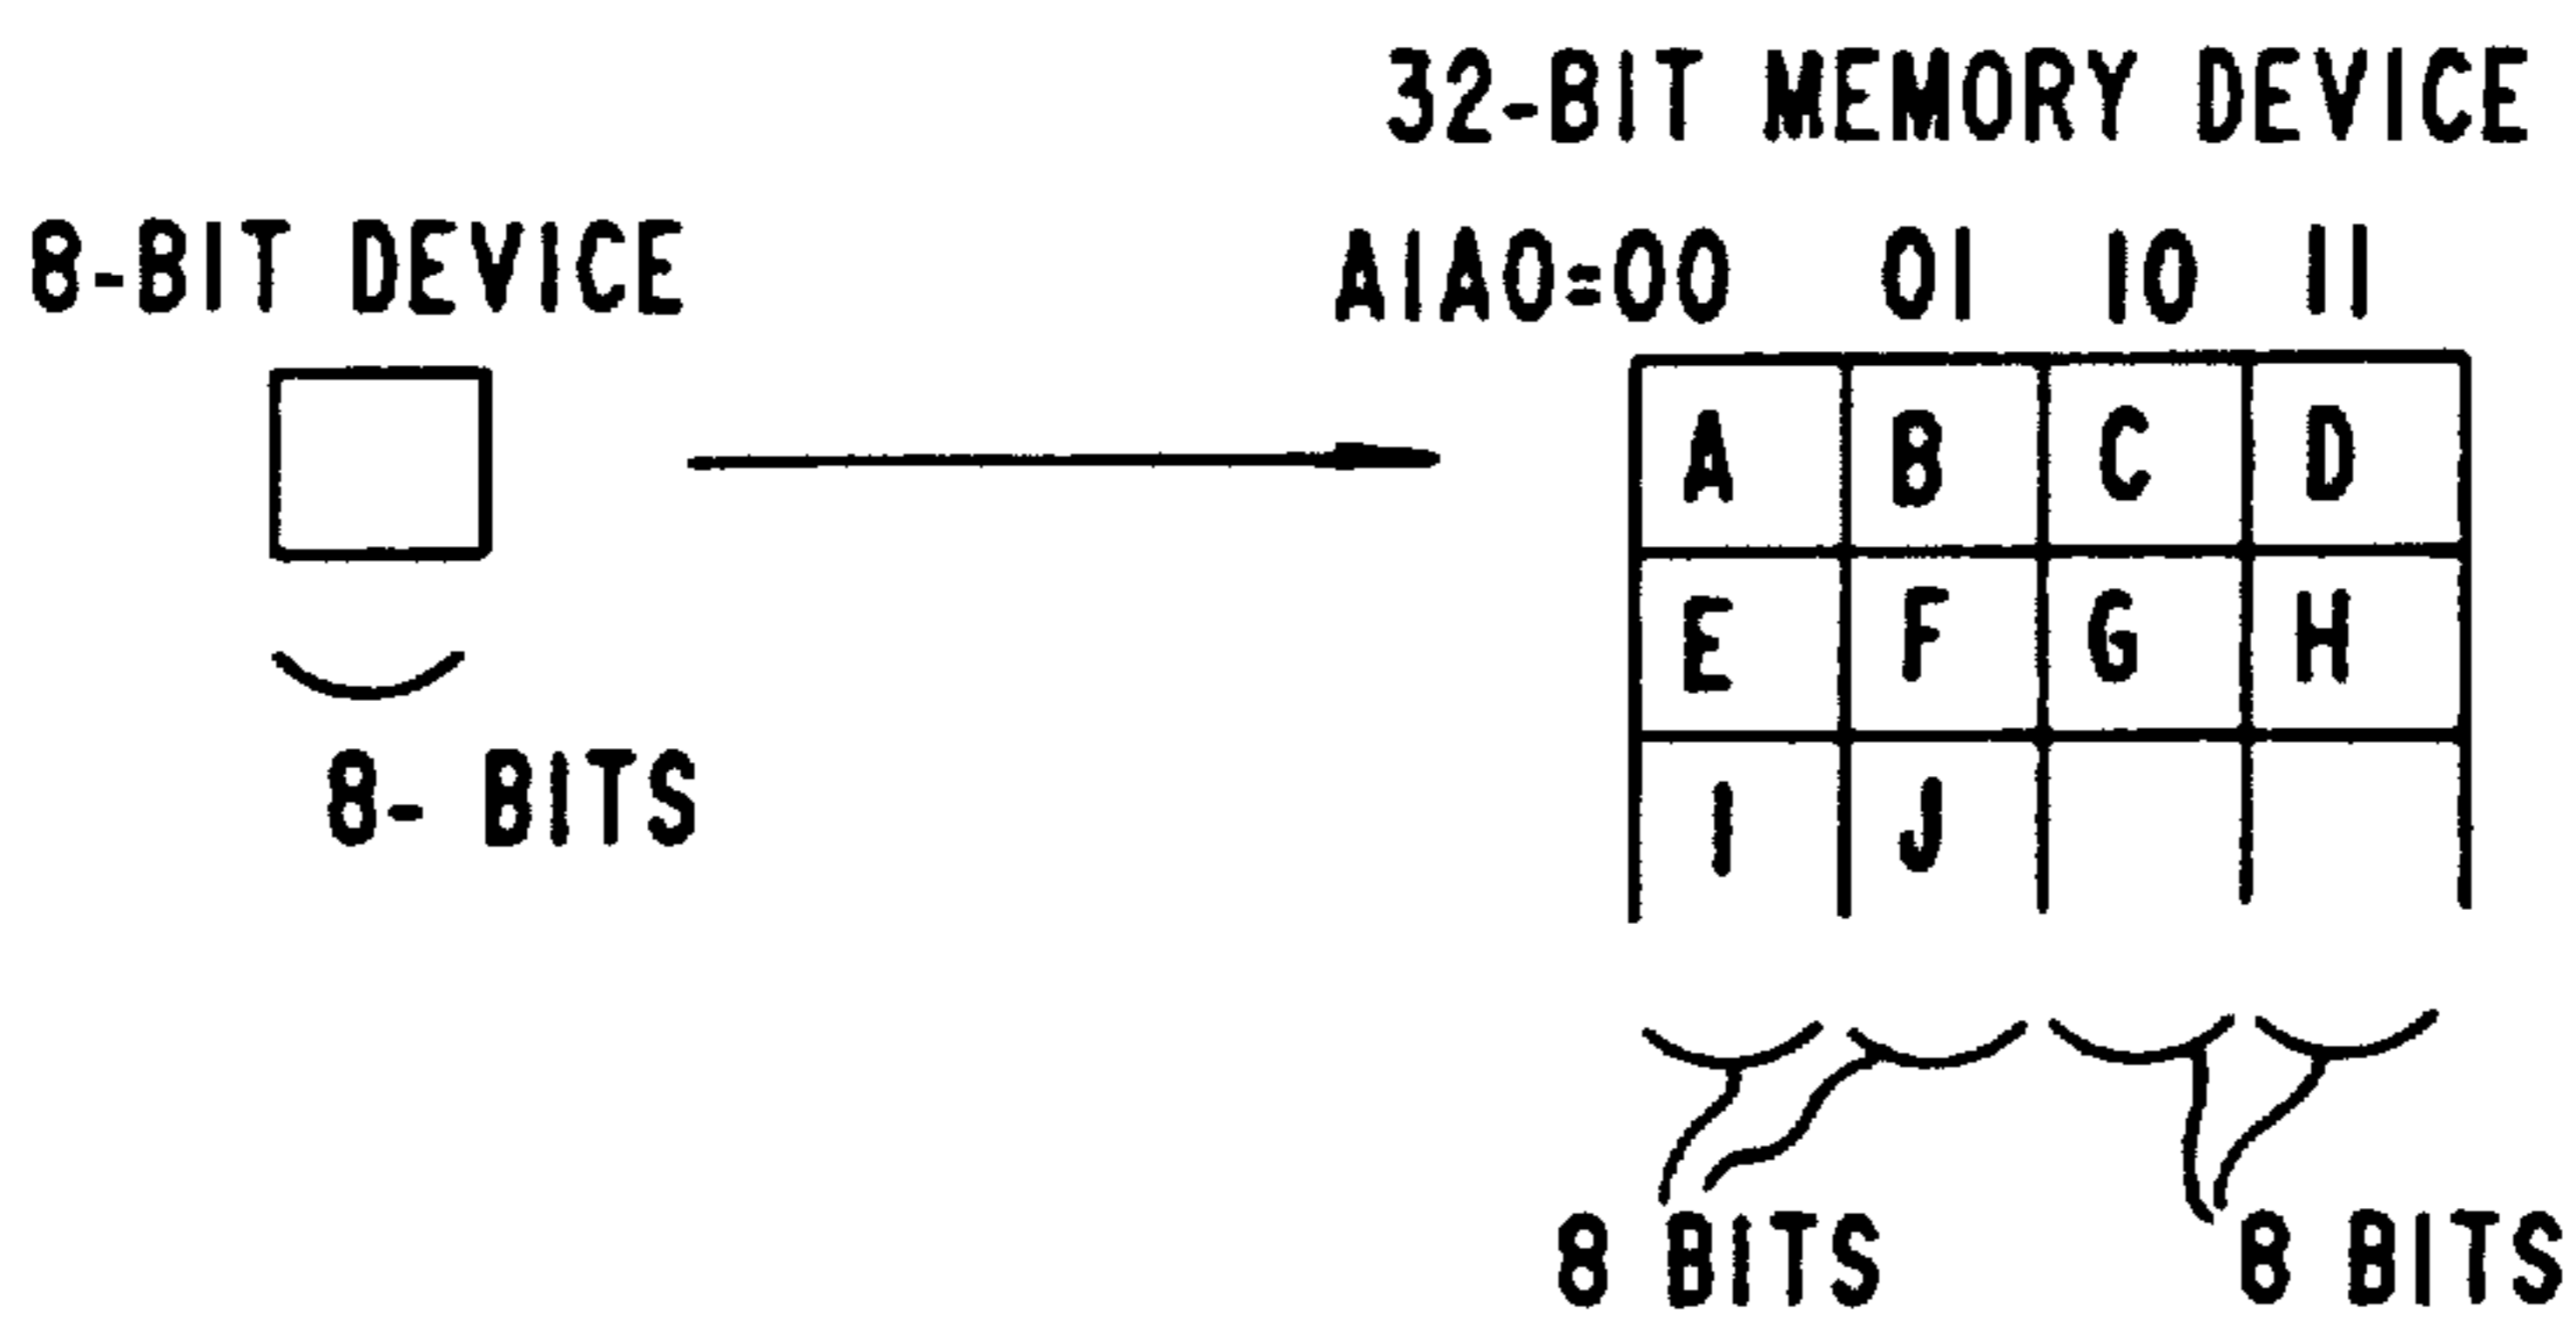 32-BIT MEMORY DEVICE
8-BIT DEVICE
A1A0=00 01 10 11
A B C D
E F G H
I J
8- BITS
8 BITS 8 BITS